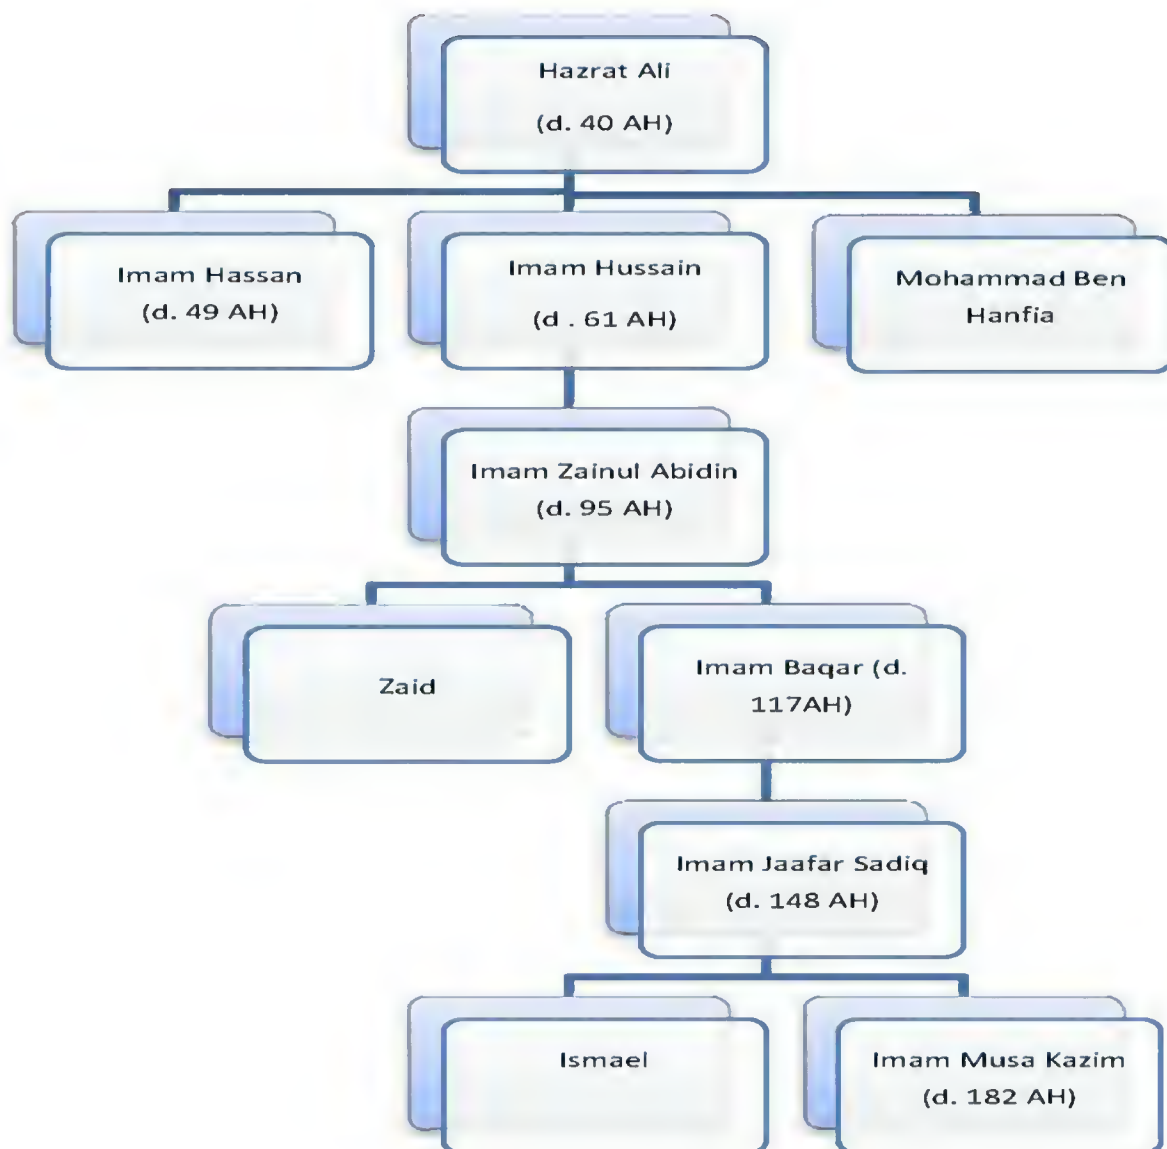 Hazrat Ali
(d. 40 AH)
Imam Hassan
(d. 49 AH)
Imam Hussain
(d . 61 AH)
Mohammad Ben
Hanfia
Imam Zainul Abidin
(d. 95 AH)
Zaid
Imam Baqar (d.
117AH)
Imam Jaafar Sadiq
(d. 148 AH)
Ismael
Imam Musa Kazim
(d. 182 AH)